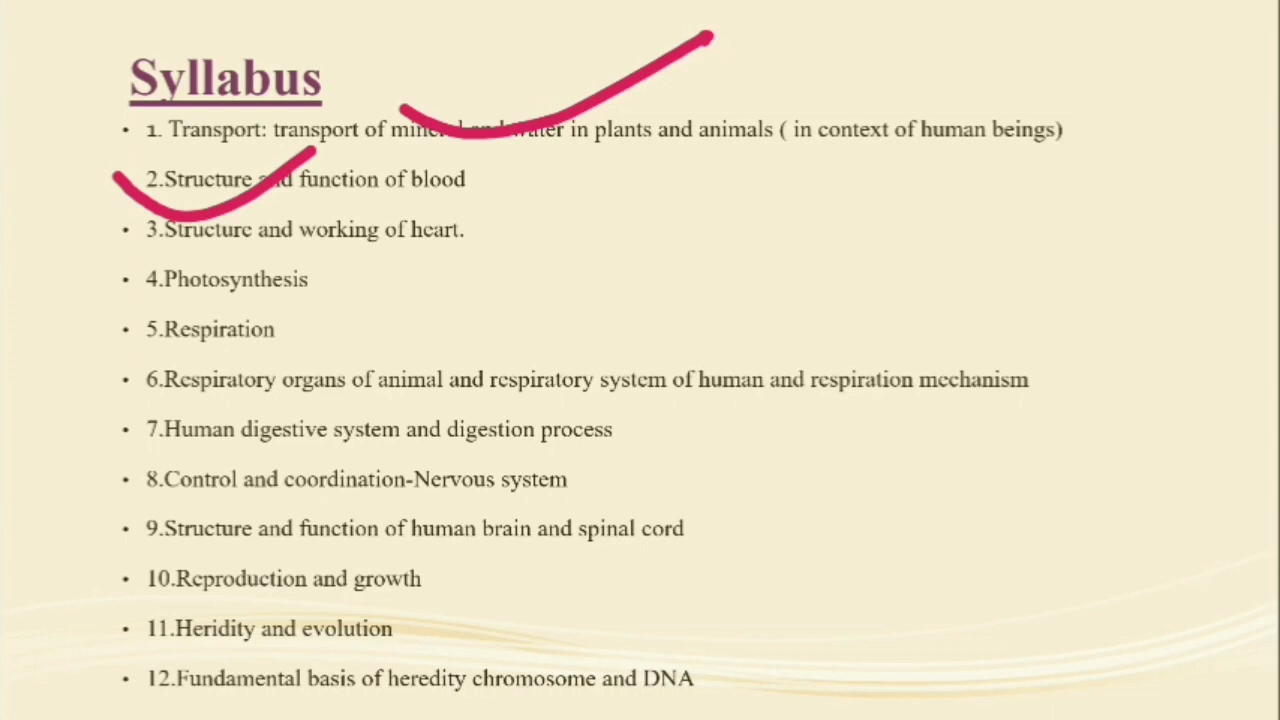 Syllabus
• 1. Transport: transport of mineral and water in plants and animals ( in context of human beings)
2.Structure and function of blood
• 3.Structure and working of heart.
• 4.Photosynthesis
• 5.Respiration
• 6.Respiratory organs of animal and respiratory system of human and respiration mechanism
• 7.Human digestive system and digestion process
• 8.Control and coordination-Nervous system
• 9.Structure and function of human brain and spinal cord
• 10.Reproduction and growth
• 11.Heridity and evolution
• 12.Fundamental basis of heredity chromosome and DNA